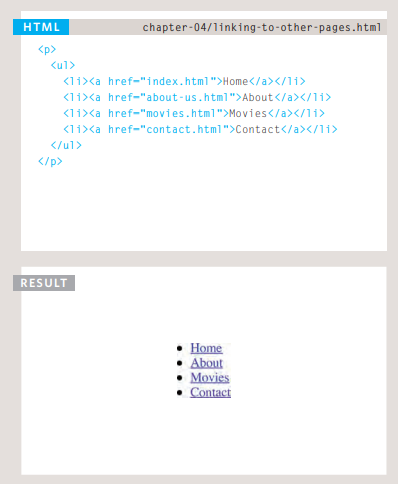 HTML chapter-04/linking-to-other-pages.html
<p>
<ul>
<li><a href="index.html">Home</a></li>
<li><a href="about-us.html">About</a></li>
<li><a href="movies.html">Movies</a></li>
<li><a href="contact.html">Contact</a></li>
</ul>
</p>
RESULT
Home
About
Movies
Contact